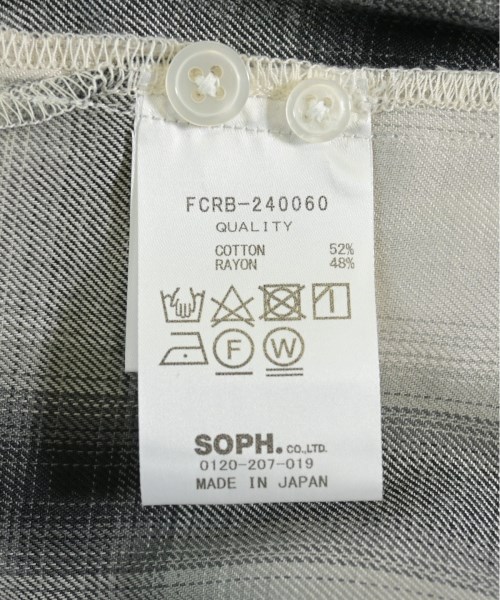 FCRB-240060
QUALITY
COTTON 52%
RAYON 48%
F W
SOPH. CO.,LTD.
0120-207-019
MADE IN JAPAN